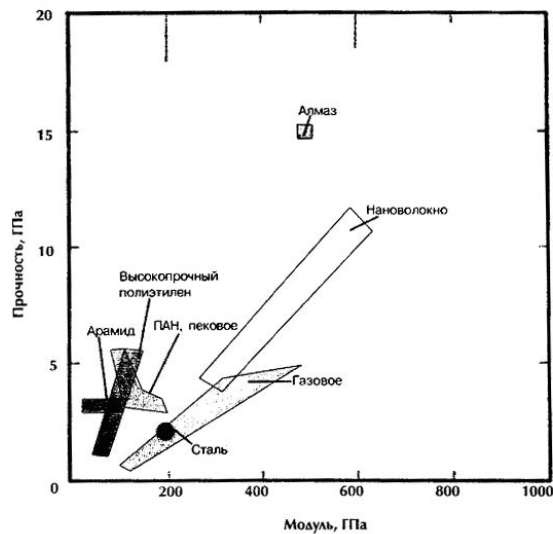 20
Алмаз
15
Нановолокно
Прочность, ГПа
10
Высокопрочный
полиэтилен
Арамид
ПАН, пековое
5
Газовое
Сталь
0
200
400
600
800
1000
Модуль, ГПа